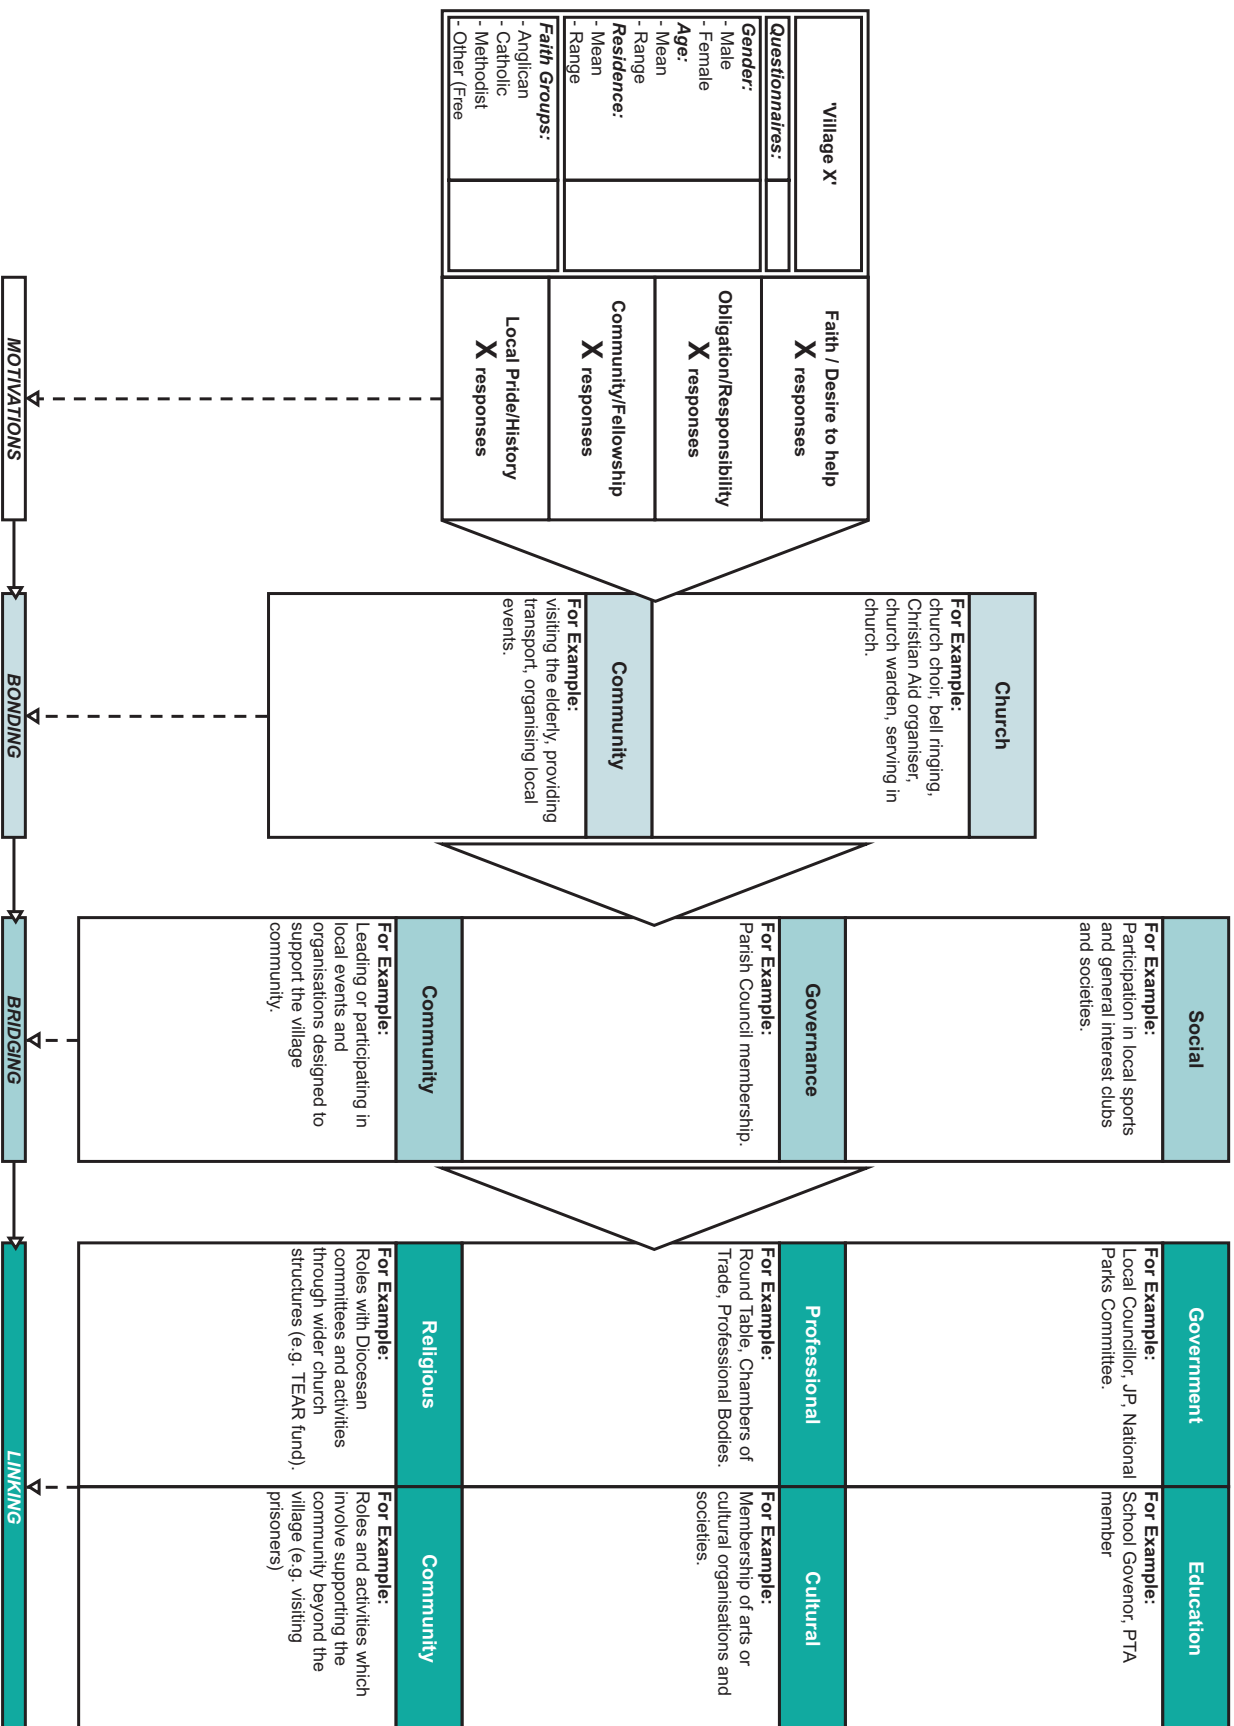 'Village X'
Questionnaires:
Gender:
- Male
- Female
Age:
- Mean
- Range
Residence:
- Mean
- Range
Faith Groups:
- Anglican
- Catholic
- Methodist
- Other (Free
Faith / Desire to help
X responses
Obligation/Responsibility
X responses
Community/Fellowship
X responses
Local Pride/History
X responses
Church
For Example:
church choir, bell ringing,
Christian Aid organiser,
church warden, serving in
church.
Community
For Example:
visiting the elderly, providing
transport, organising local
events.
Social
For Example:
Participation in local sports
and general interest clubs
and societies.
Governance
For Example:
Parish Council membership.
Community
For Example:
Leading or participating in
local events and
organisations designed to
support the village
community.
Government
For Example:
Local Councillor, JP, National
Parks Committee.
Professional
For Example:
Round Table, Chambers of
Trade, Professional Bodies.
Religious
For Example:
Roles with Diocesan
committees and activities
through wider church
structures (e.g. TEAR fund).
Education
For Example:
School Govenor, PTA
member
Cultural
For Example:
Membership of arts or
cultural organisations and
societies.
Community
For Example:
Roles and activities which
involve supporting the
community beyond the
village (e.g. visiting
prisoners)
MOTIVATIONS
BONDING
BRIDGING
LINKING